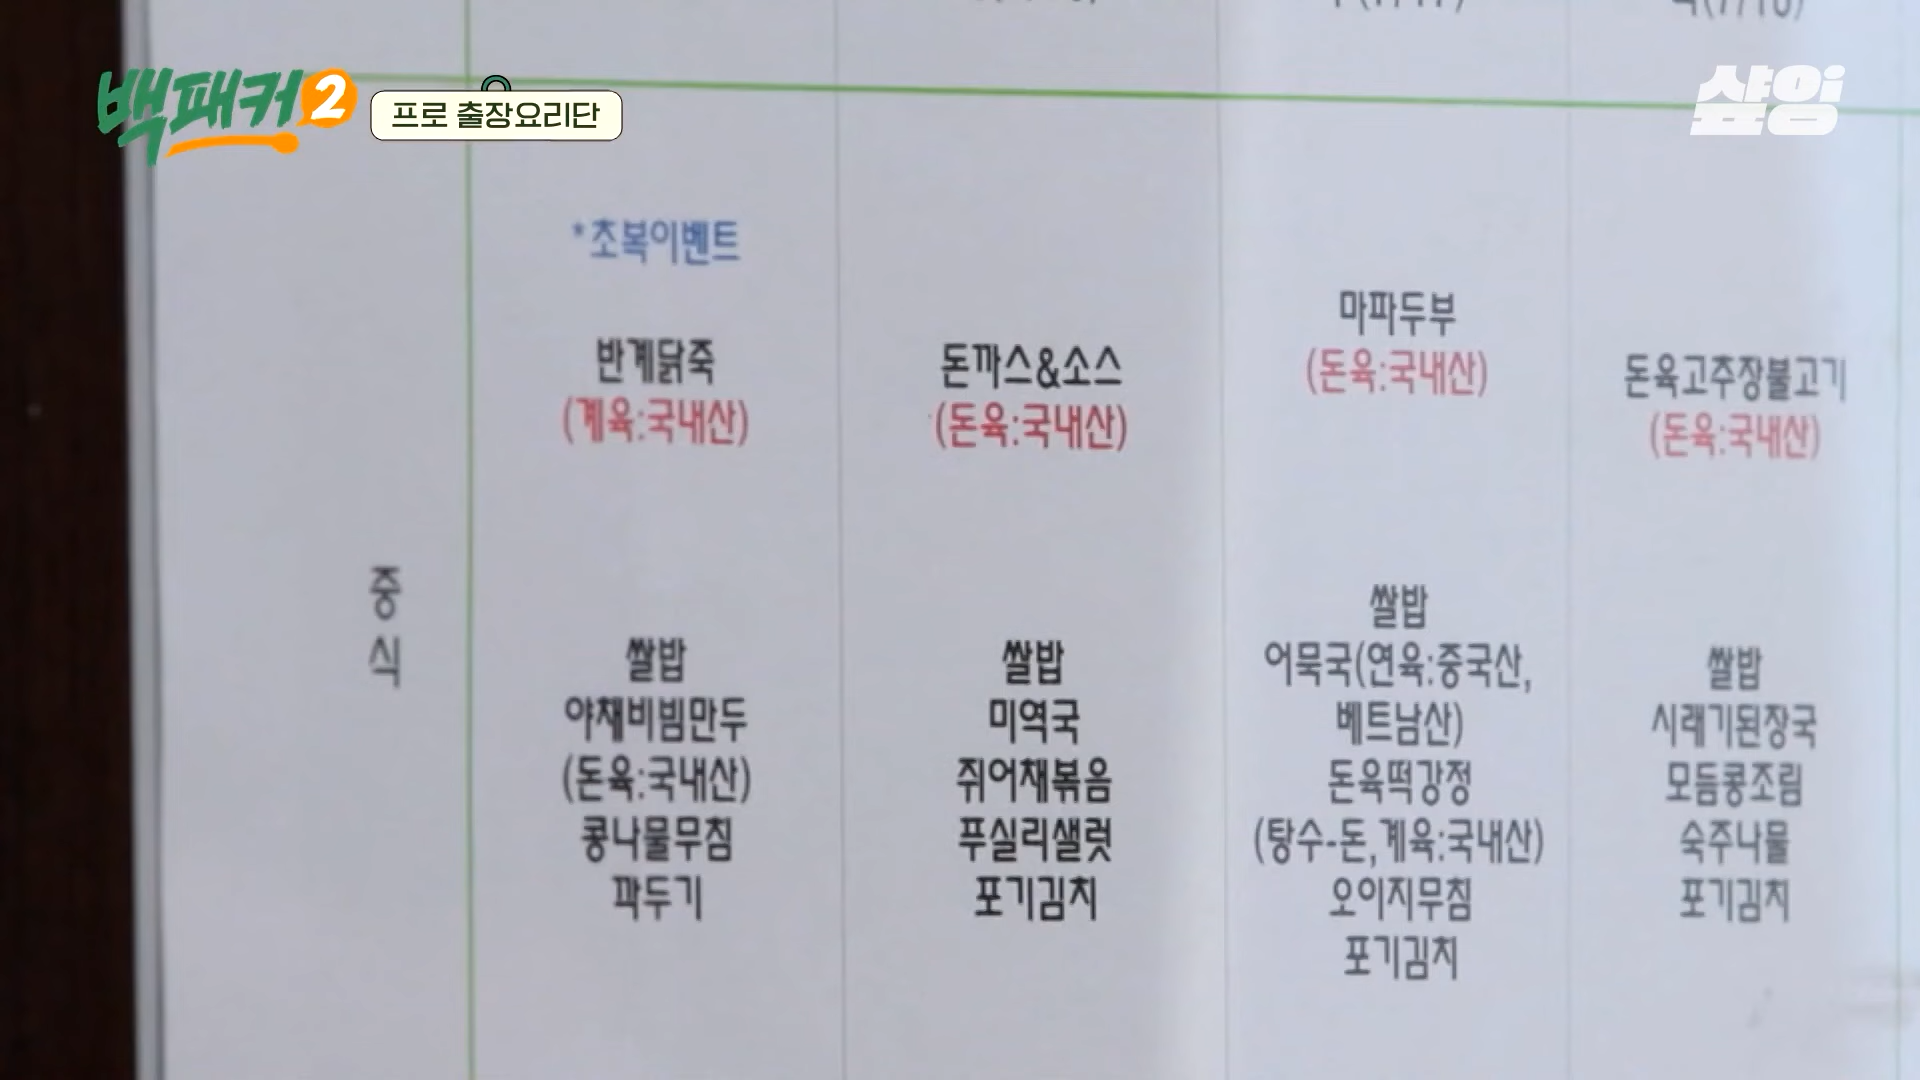 백패커2
프로 출장요리단
샾잉
중
식
*초복이벤트
반계닭죽
(계육:국내산)
쌀밥
야채비빔만두
(돈육:국내산)
콩나물무침
깍두기
돈까스&소스
(돈육:국내산)
쌀밥
미역국
쥐어채볶음
푸실리샐럿
포기김치
마파두부
(돈육:국내산)
쌀밥
어묵국(연육:중국산,
베트남산)
돈육떡강정
(탕수-돈,계육:국내산)
오이지무침
포기김치
돈육고추장불고기
(돈육:국내산)
쌀밥
시래기된장국
모듬콩조림
숙주나물
포기김치